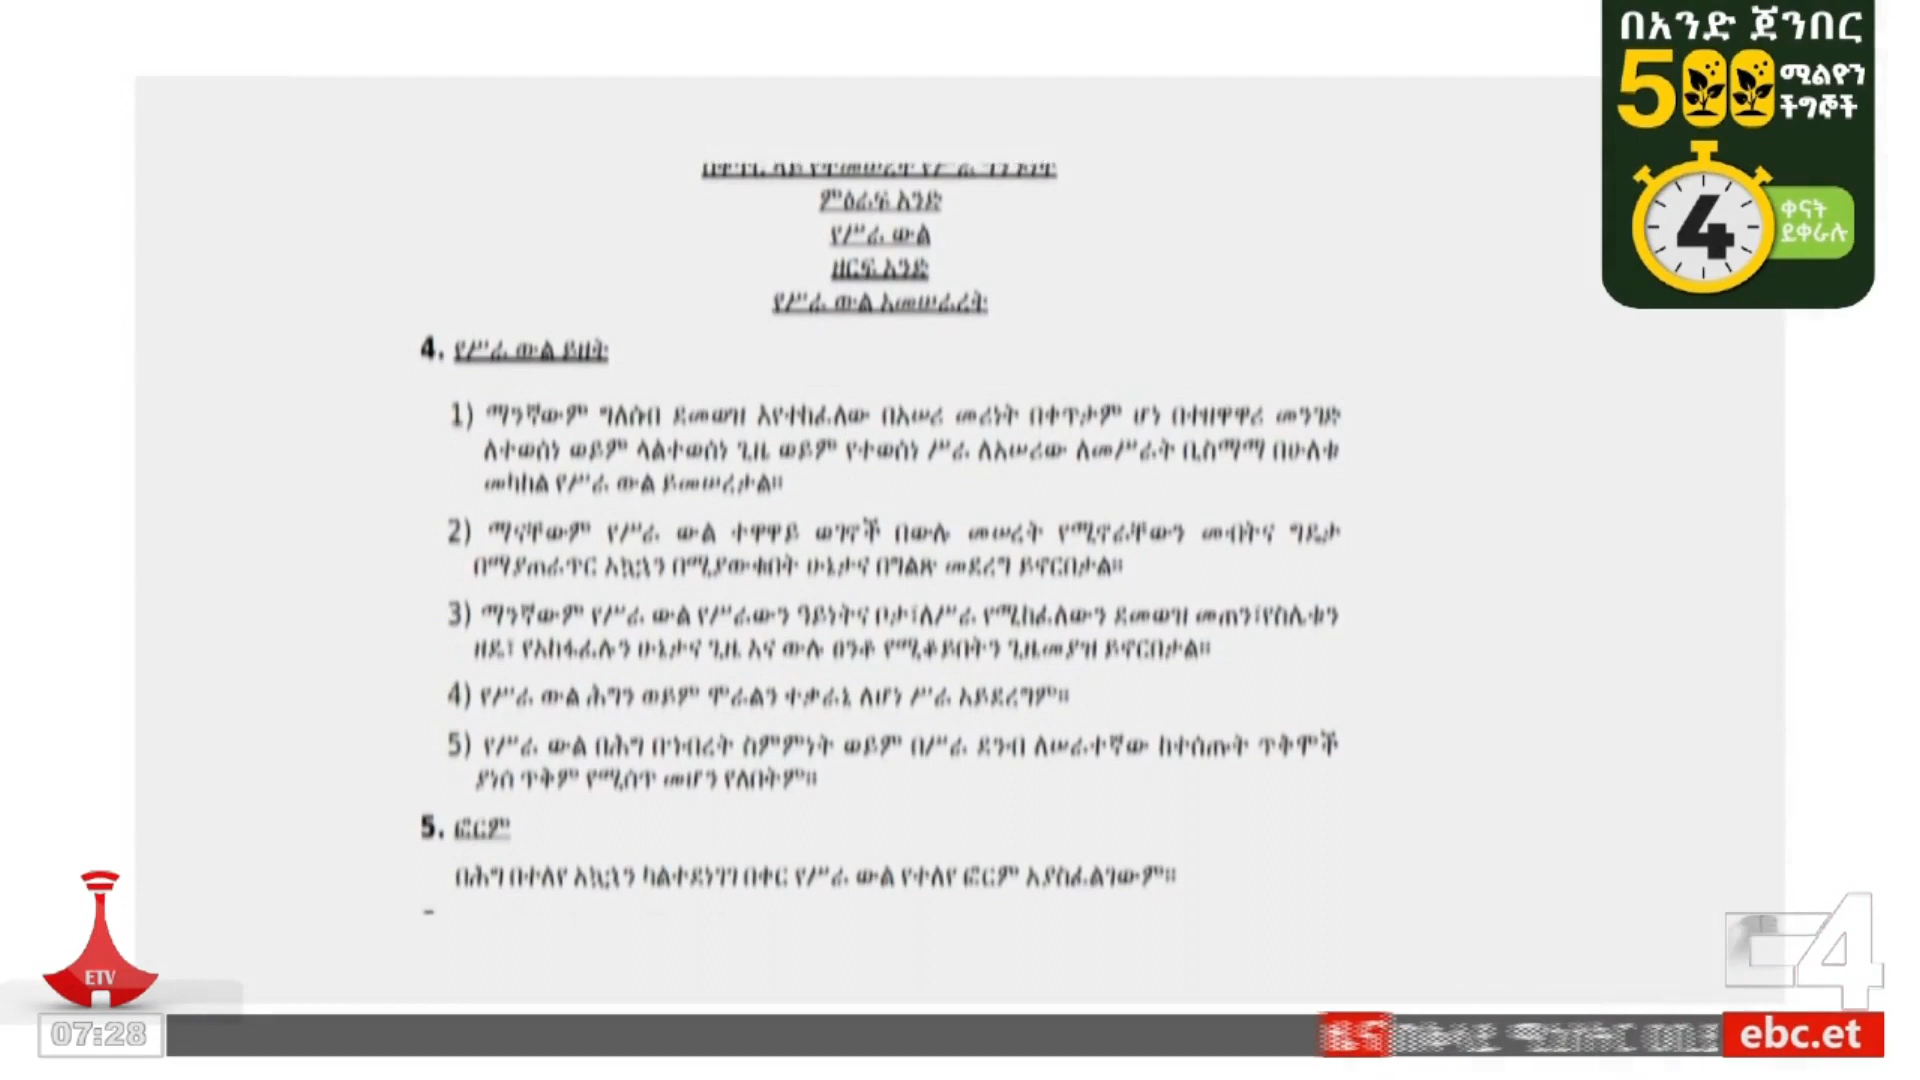 በአንድ ጀንበር
500 ሚልዮን
ችግኞች
4 ቀናት
ይቀራሉ
ምዕራፍ አንድ
የሥራ ውል
ዘርፍ አንድ
የሥራ ውል አመሠራረት
4. የሥራ ውል ይዘት
1) ማንኛውም ግለሰብ ደመወዝ እየተከፈለው በአሠሪ መሪነት በቀጥታም ሆነ በተዘዋዋሪ መንገድ
ለተወሰነ ወይም ላልተወሰነ ጊዜ ወይም የተወሰነ ሥራ ለአሠሪው ለመሥራት ቢስማማ በሁለቱ
መካከል የሥራ ውል ይመሠረታል።
2) ማናቸውም የሥራ ውል ተዋዋይ ወገኖች በውሉ መሠረት የሚኖራቸውን መብትና ግዴታ
በማያጠራጥር አኳኋን በሚያውቁበት ሁኔታና በግልጽ መደረግ ይኖርበታል።
3) ማንኛውም የሥራ ውል የሥራውን ዓይነትና ቦታ፣ለሥራ የሚከፈለውን ደመወዝ መጠን፣የስሌቱን
ዘዴ፣ የአከፋፈሉን ሁኔታና ጊዜ እና ውሉ ፀንቶ የሚቆይበትን ጊዜመያዝ ይኖርበታል።
4) የሥራ ውል ሕግን ወይም ሞራልን ተቃራኒ ለሆነ ሥራ አይደረግም።
5) የሥራ ውል በሕግ በኀብረት ስምምነት ወይም በሥራ ደንብ ለሠራተኛው ከተሰጡት ጥቅሞች
ያነሰ ጥቅም የሚሰጥ መሆን የለበትም።
5. ፎርም
በሕግ በተለየ አኳኋን ካልተደነገገ በቀር የሥራ ውል የተለየ ፎርም አያስፈልገውም።
-
ETV
07:28
ebc.et